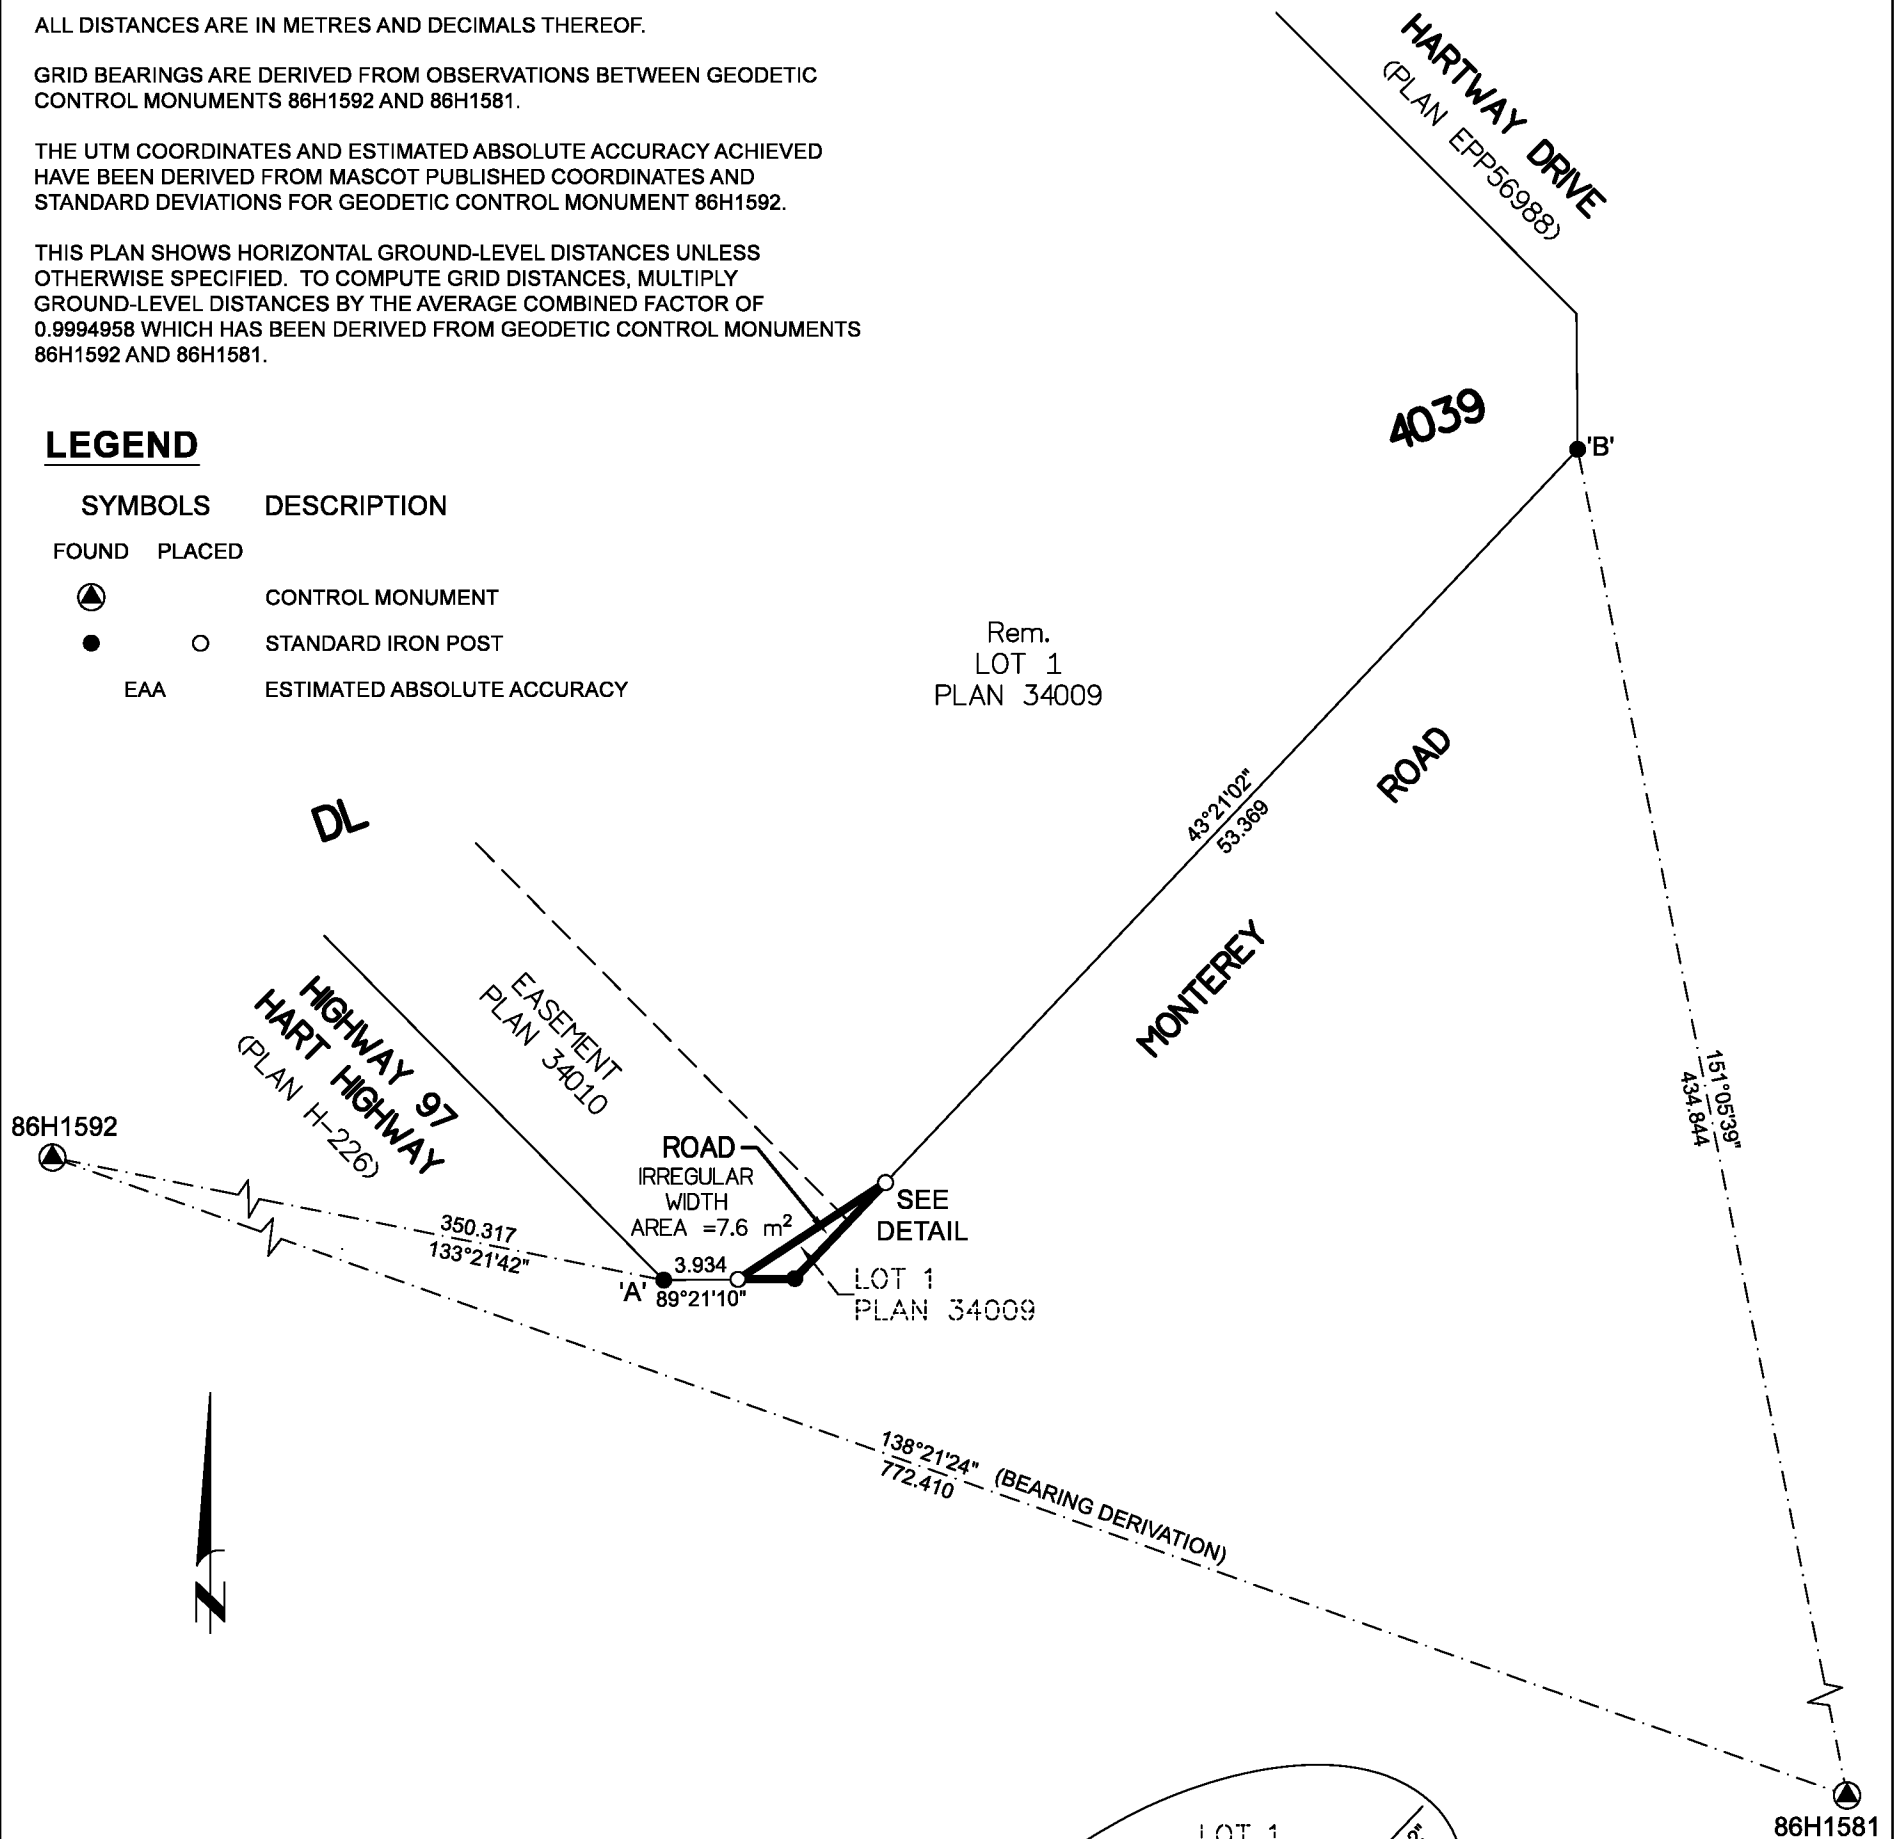 ALL DISTANCES ARE IN METRES AND DECIMALS THEREOF.
GRID BEARINGS ARE DERIVED FROM OBSERVATIONS BETWEEN GEODETIC
CONTROL MONUMENTS 86H1592 AND 86H1581.
THE UTM COORDINATES AND ESTIMATED ABSOLUTE ACCURACY ACHIEVED
HAVE BEEN DERIVED FROM MASCOT PUBLISHED COORDINATES AND
STANDARD DEVIATIONS FOR GEODETIC CONTROL MONUMENT 86H1592.
THIS PLAN SHOWS HORIZONTAL GROUND-LEVEL DISTANCES UNLESS
OTHERWISE SPECIFIED. TO COMPUTE GRID DISTANCES, MULTIPLY
GROUND-LEVEL DISTANCES BY THE AVERAGE COMBINED FACTOR OF
0.9994958 WHICH HAS BEEN DERIVED FROM GEODETIC CONTROL MONUMENTS
86H1592 AND 86H1581.
LEGEND
SYMBOLS DESCRIPTION
FOUND PLACED
CONTROL MONUMENT
STANDARD IRON POST
EAA ESTIMATED ABSOLUTE ACCURACY
HARTWAY DRIVE
(PLAN EPP56988)
4039
'B'
Rem.
LOT 1
PLAN 34009
DL
43°21'02"
53.369
ROAD
MONTEREY
EASEMENT
PLAN 34010
HIGHWAY 97
HART HIGHWAY
(PLAN H-226)
86H1592
ROAD
IRREGULAR
WIDTH
AREA =7.6 m²
SEE
DETAIL
151°05'39"
434.844
350.317
133°21'42"
'A'
3.934
89°21'10"
LOT 1
PLAN 34009
138°21'24" (BEARING DERIVATION)
772.410
N
86H1581
LOT 1